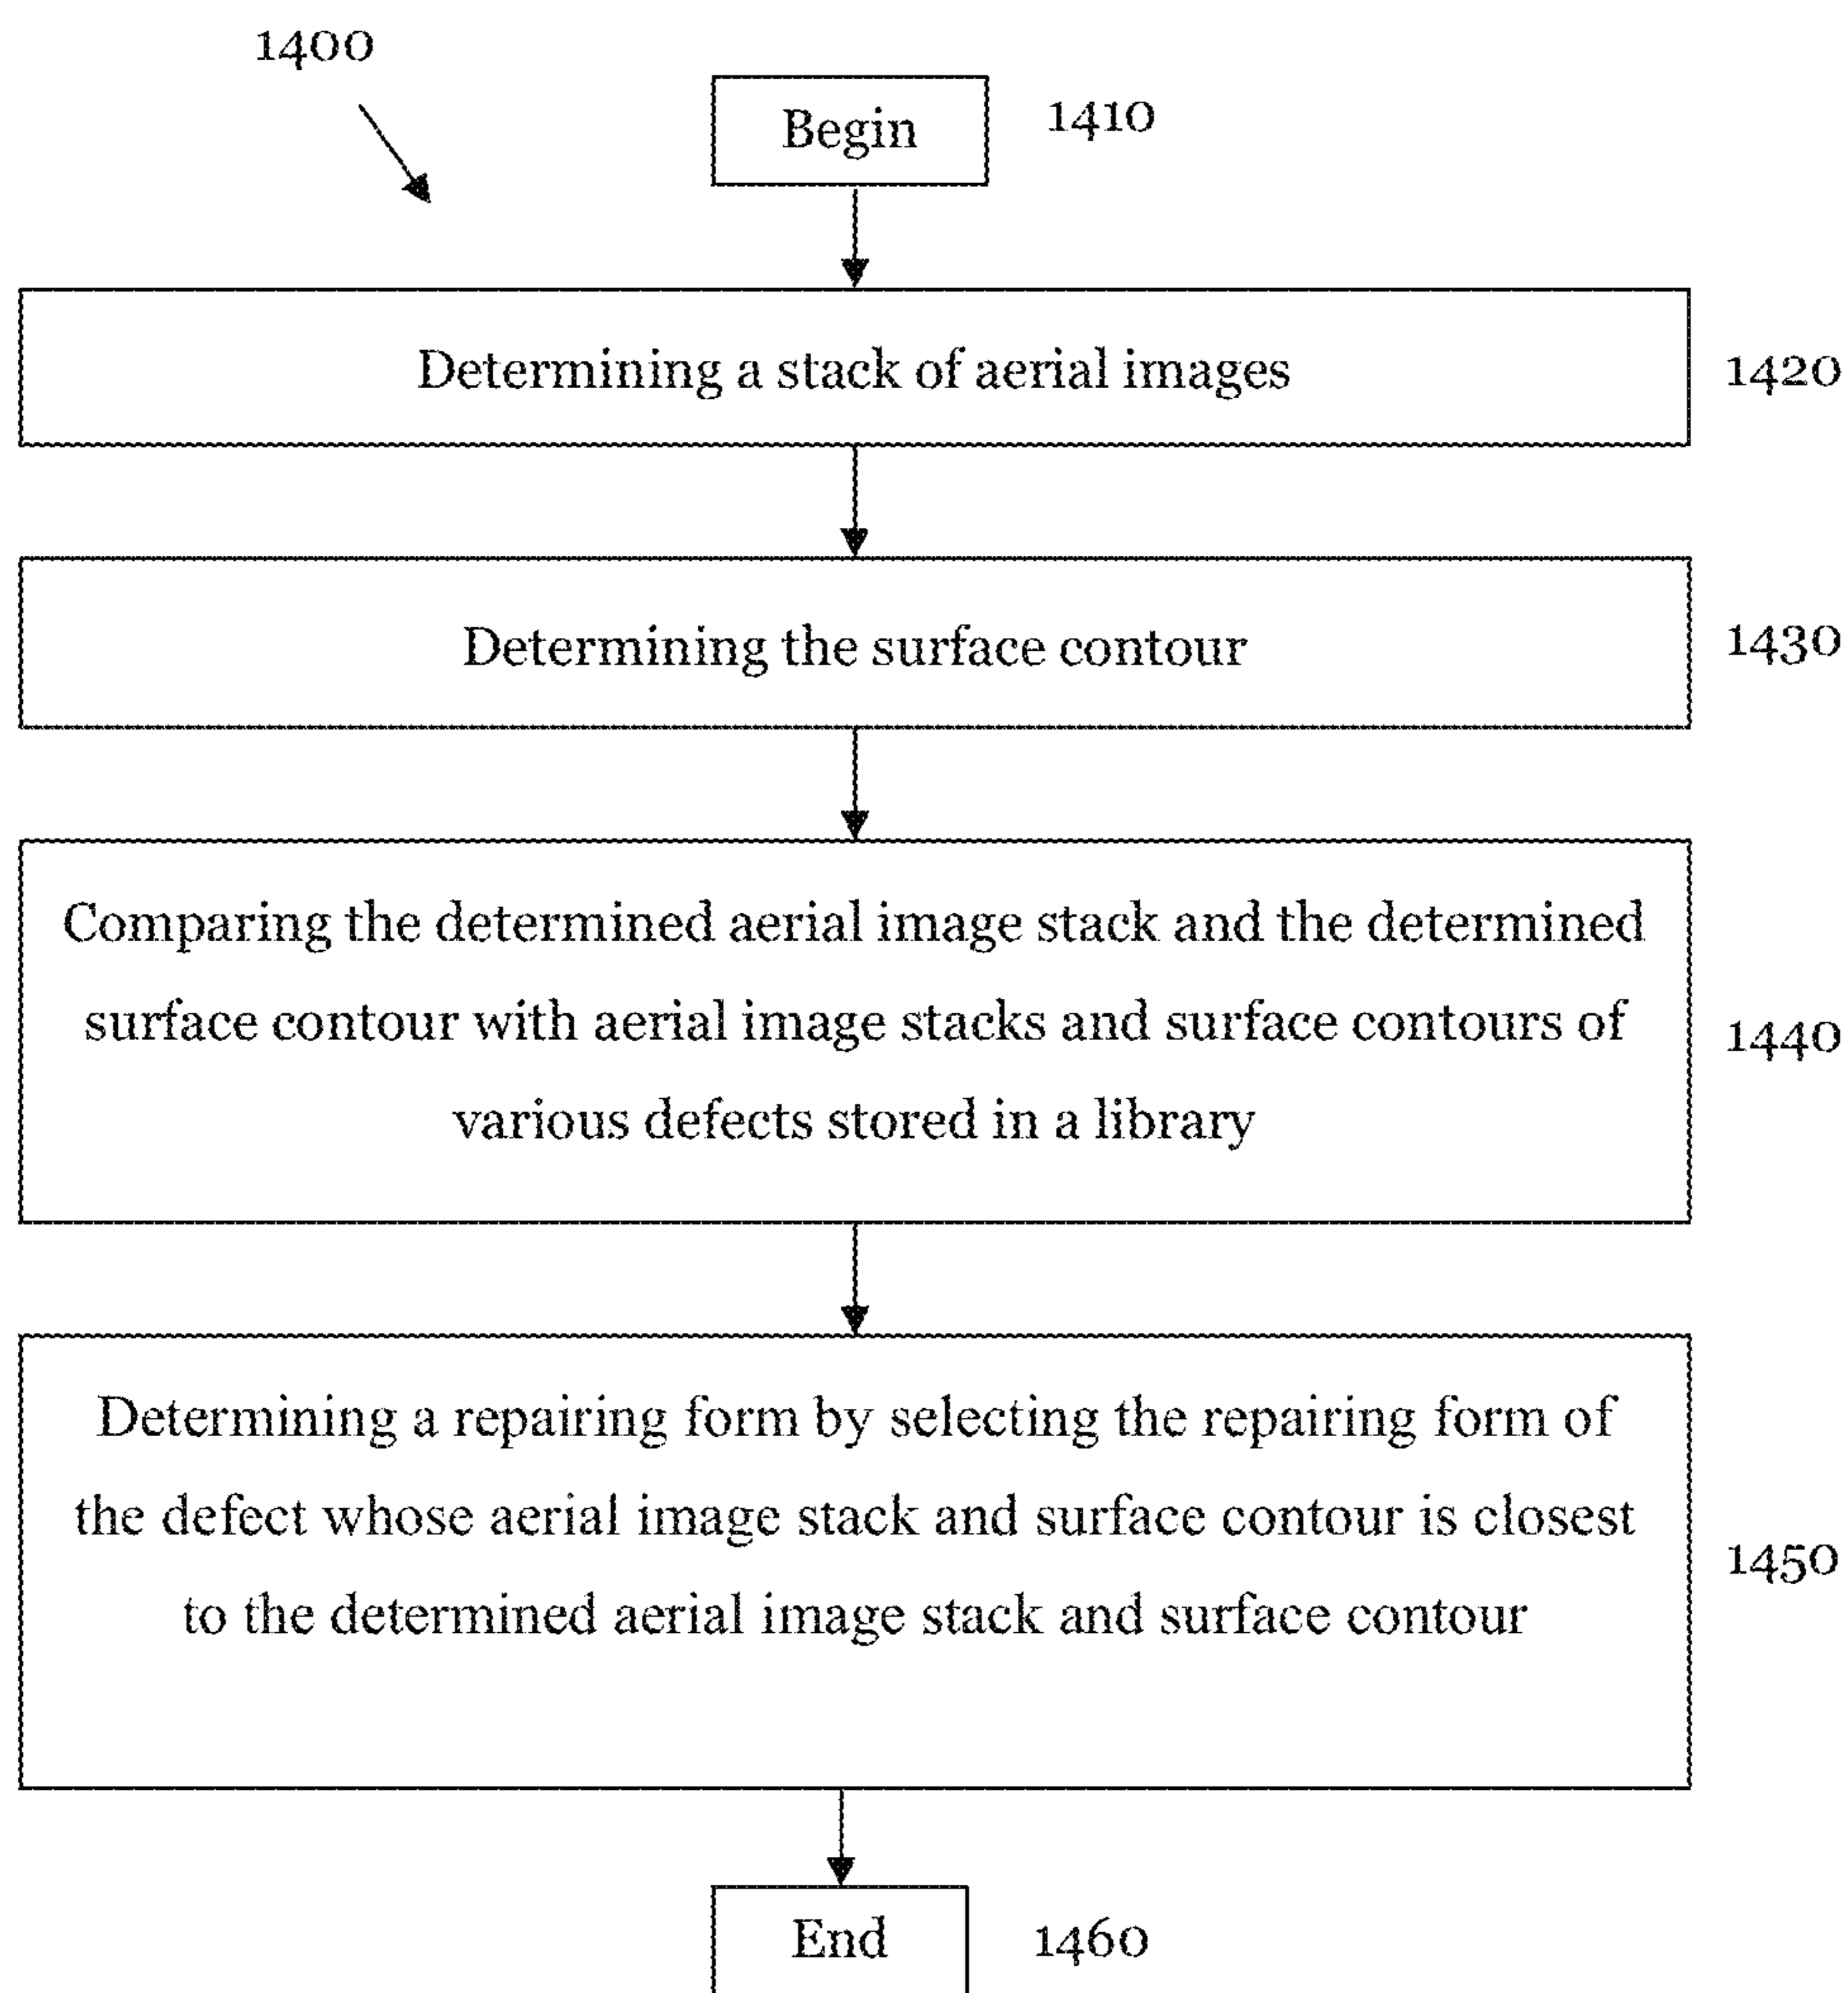 1400
Begin
1410
Determining a stack of aerial images
1420
Determining the surface contour
1430
Comparing the determined aerial image stack and the determined
surface contour with aerial image stacks and surface contours of
various defects stored in a library
1440
Determining a repairing form by selecting the repairing form of
the defect whose aerial image stack and surface contour is closest
to the determined aerial image stack and surface contour
1450
End
1460